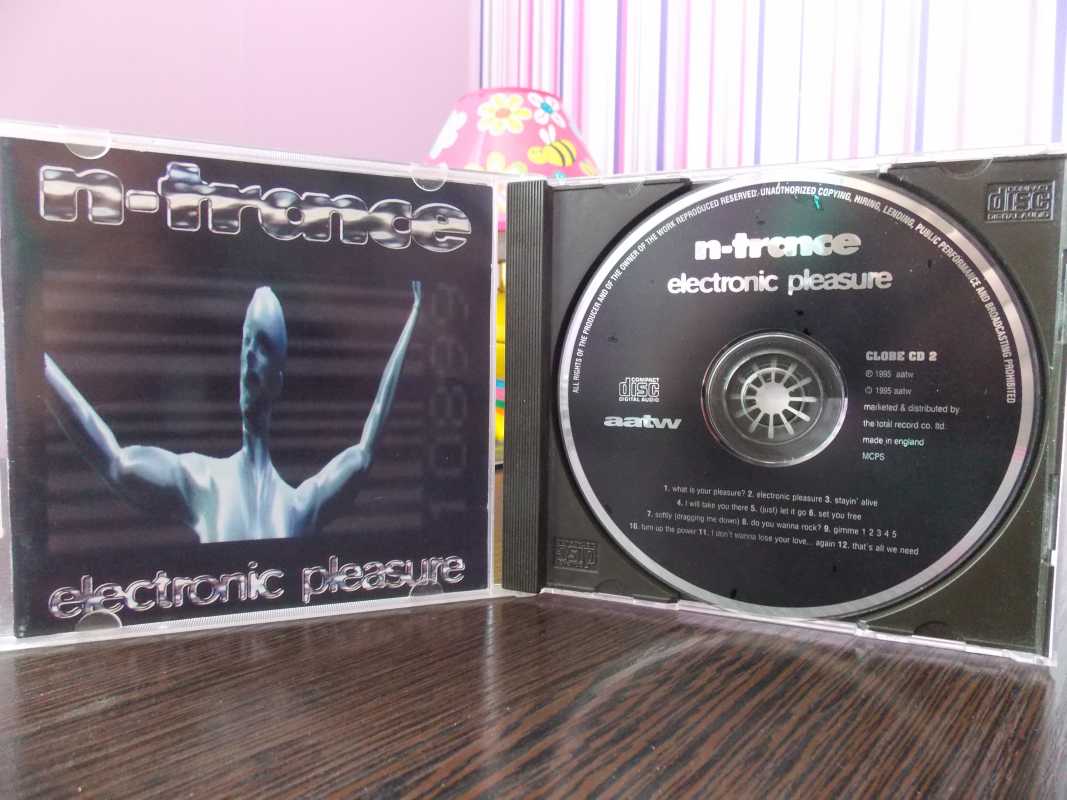 n-trance
electronic pleasure
ALL RIGHTS OF THE PRODUCER AND OF THE OWNER OF THE WORK REPRODUCED RESERVED. UNAUTHORIZED COPYING, HIRING, LENDING, PUBLIC PERFORMANCE AND BROADCASTING PROHIBITED
COMPACT
disc
DIGITAL AUDIO
n-trance
electronic pleasure
GLOBE CD 2
℗ 1995 aatw
© 1995 aatw
marketed & distributed by
the total record co. ltd.
made in england
MCPS
COMPACT
disc
DIGITAL AUDIO
aatw
1. what is your pleasure? 2. electronic pleasure 3. stayin' alive
4. I will take you there 5. (just) let it go 6. set you free
7. softly (dragging me down) 8. do you wanna rock? 9. gimme 1 2 3 4 5
10. turn up the power 11. I don't wanna lose your love... again 12. that's all we need